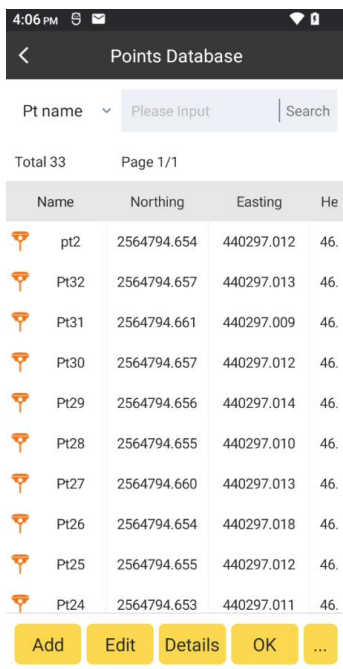 4:06 PM
Points Database
Pt name Please Input Search
Total 33 Page 1/1
Name Northing Easting He
pt2 2564794.654 440297.012 46.
Pt32 2564794.657 440297.013 46.
Pt31 2564794.661 440297.009 46.
Pt30 2564794.657 440297.012 46.
Pt29 2564794.656 440297.014 46.
Pt28 2564794.655 440297.010 46.
Pt27 2564794.660 440297.013 46.
Pt26 2564794.654 440297.018 46.
Pt25 2564794.655 440297.012 46.
Pt24 2564794.653 440297.011 46.
Add Edit Details OK ...